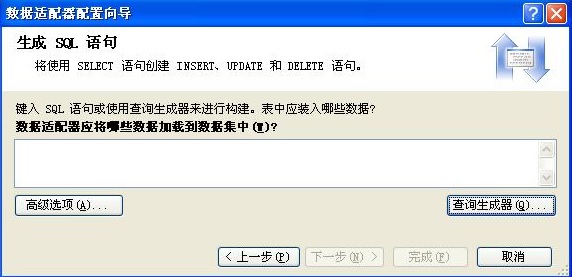 数据适配器配置向导
生成 SQL 语句
将使用 SELECT 语句创建 INSERT、UPDATE 和 DELETE 语句。
键入 SQL 语句或使用查询生成器来进行构建。表中应装入哪些数据?
数据适配器应将哪些数据加载到数据集中(W)?
高级选项(A)... 查询生成器(Q)...
< 上一步(P) 下一步(N) > 完成(F) 取消